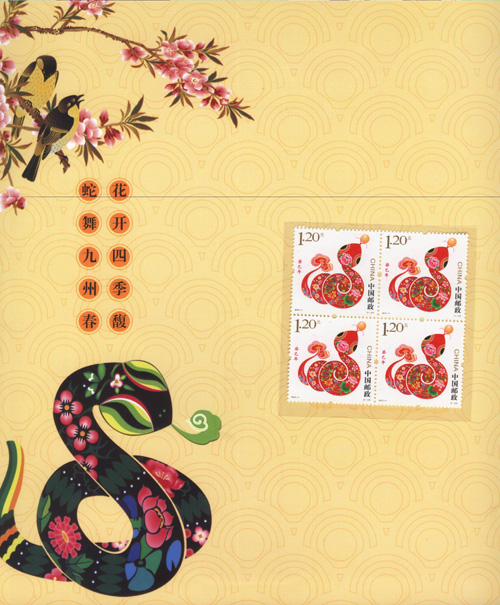 花开四季馥
蛇舞九州春
1.20元
癸巳年
CHINA
中国邮政
1.20元
癸巳年
CHINA
中国邮政
1.20元
癸巳年
CHINA
中国邮政
1.20元
癸巳年
CHINA
中国邮政